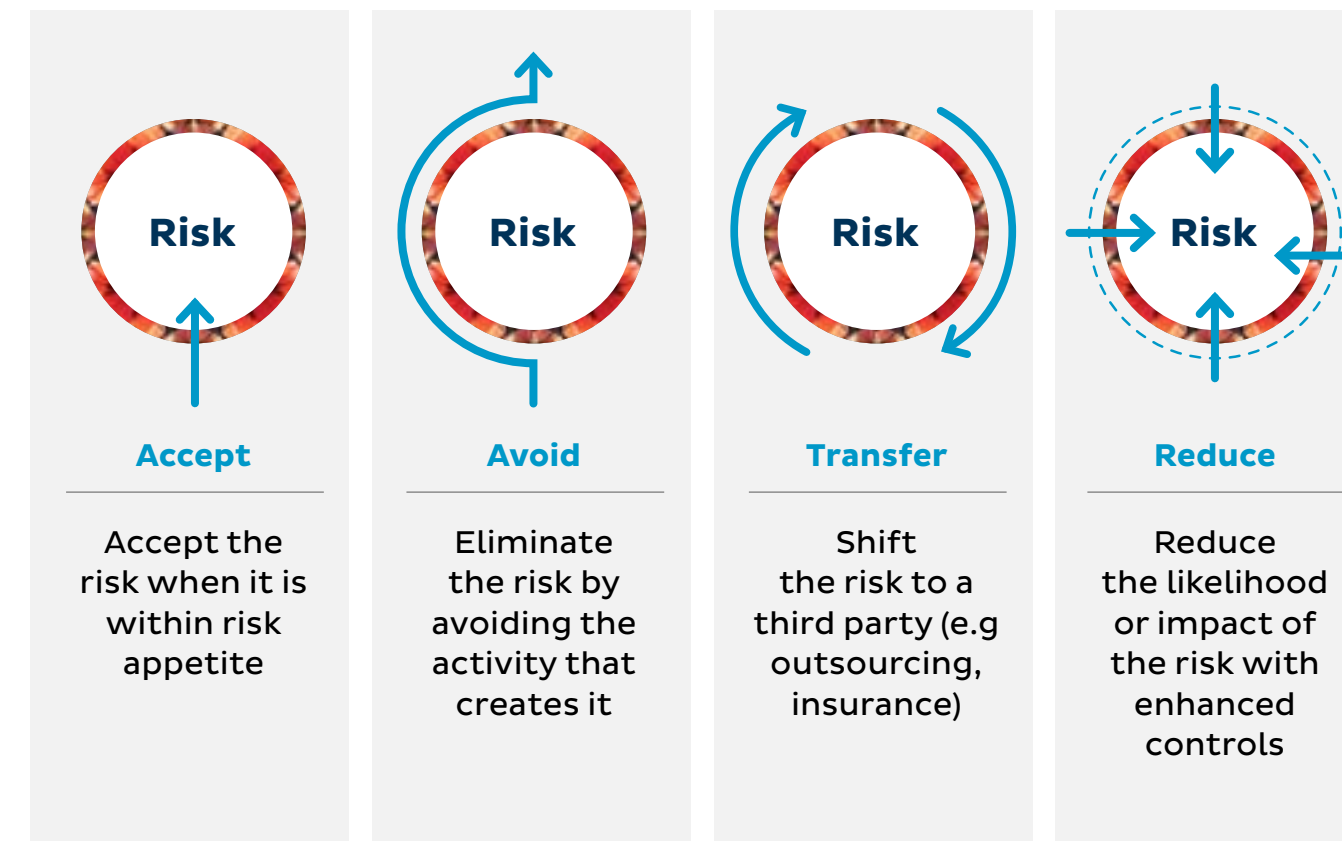 Risk
Accept
Accept the
risk when it is
within risk
appetite
Risk
Avoid
Eliminate
the risk by
avoiding the
activity that
creates it
Risk
Transfer
Shift
the risk to a
third party (e.g
outsourcing,
insurance)
Risk
Reduce
Reduce
the likelihood
or impact of
the risk with
enhanced
controls